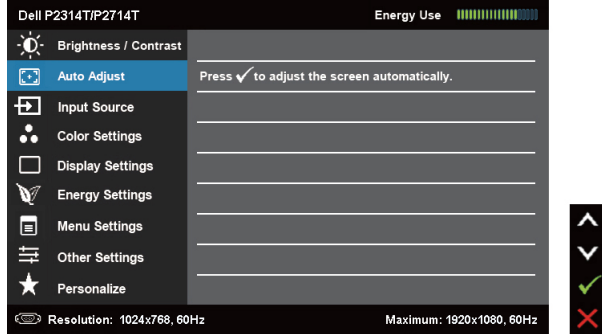 Dell P2314T/P2714T Energy Use
Brightness / Contrast
Auto Adjust Press ✓ to adjust the screen automatically.
Input Source
Color Settings
Display Settings
Energy Settings
Menu Settings
Other Settings
Personalize
Resolution: 1024x768, 60Hz Maximum: 1920x1080, 60Hz